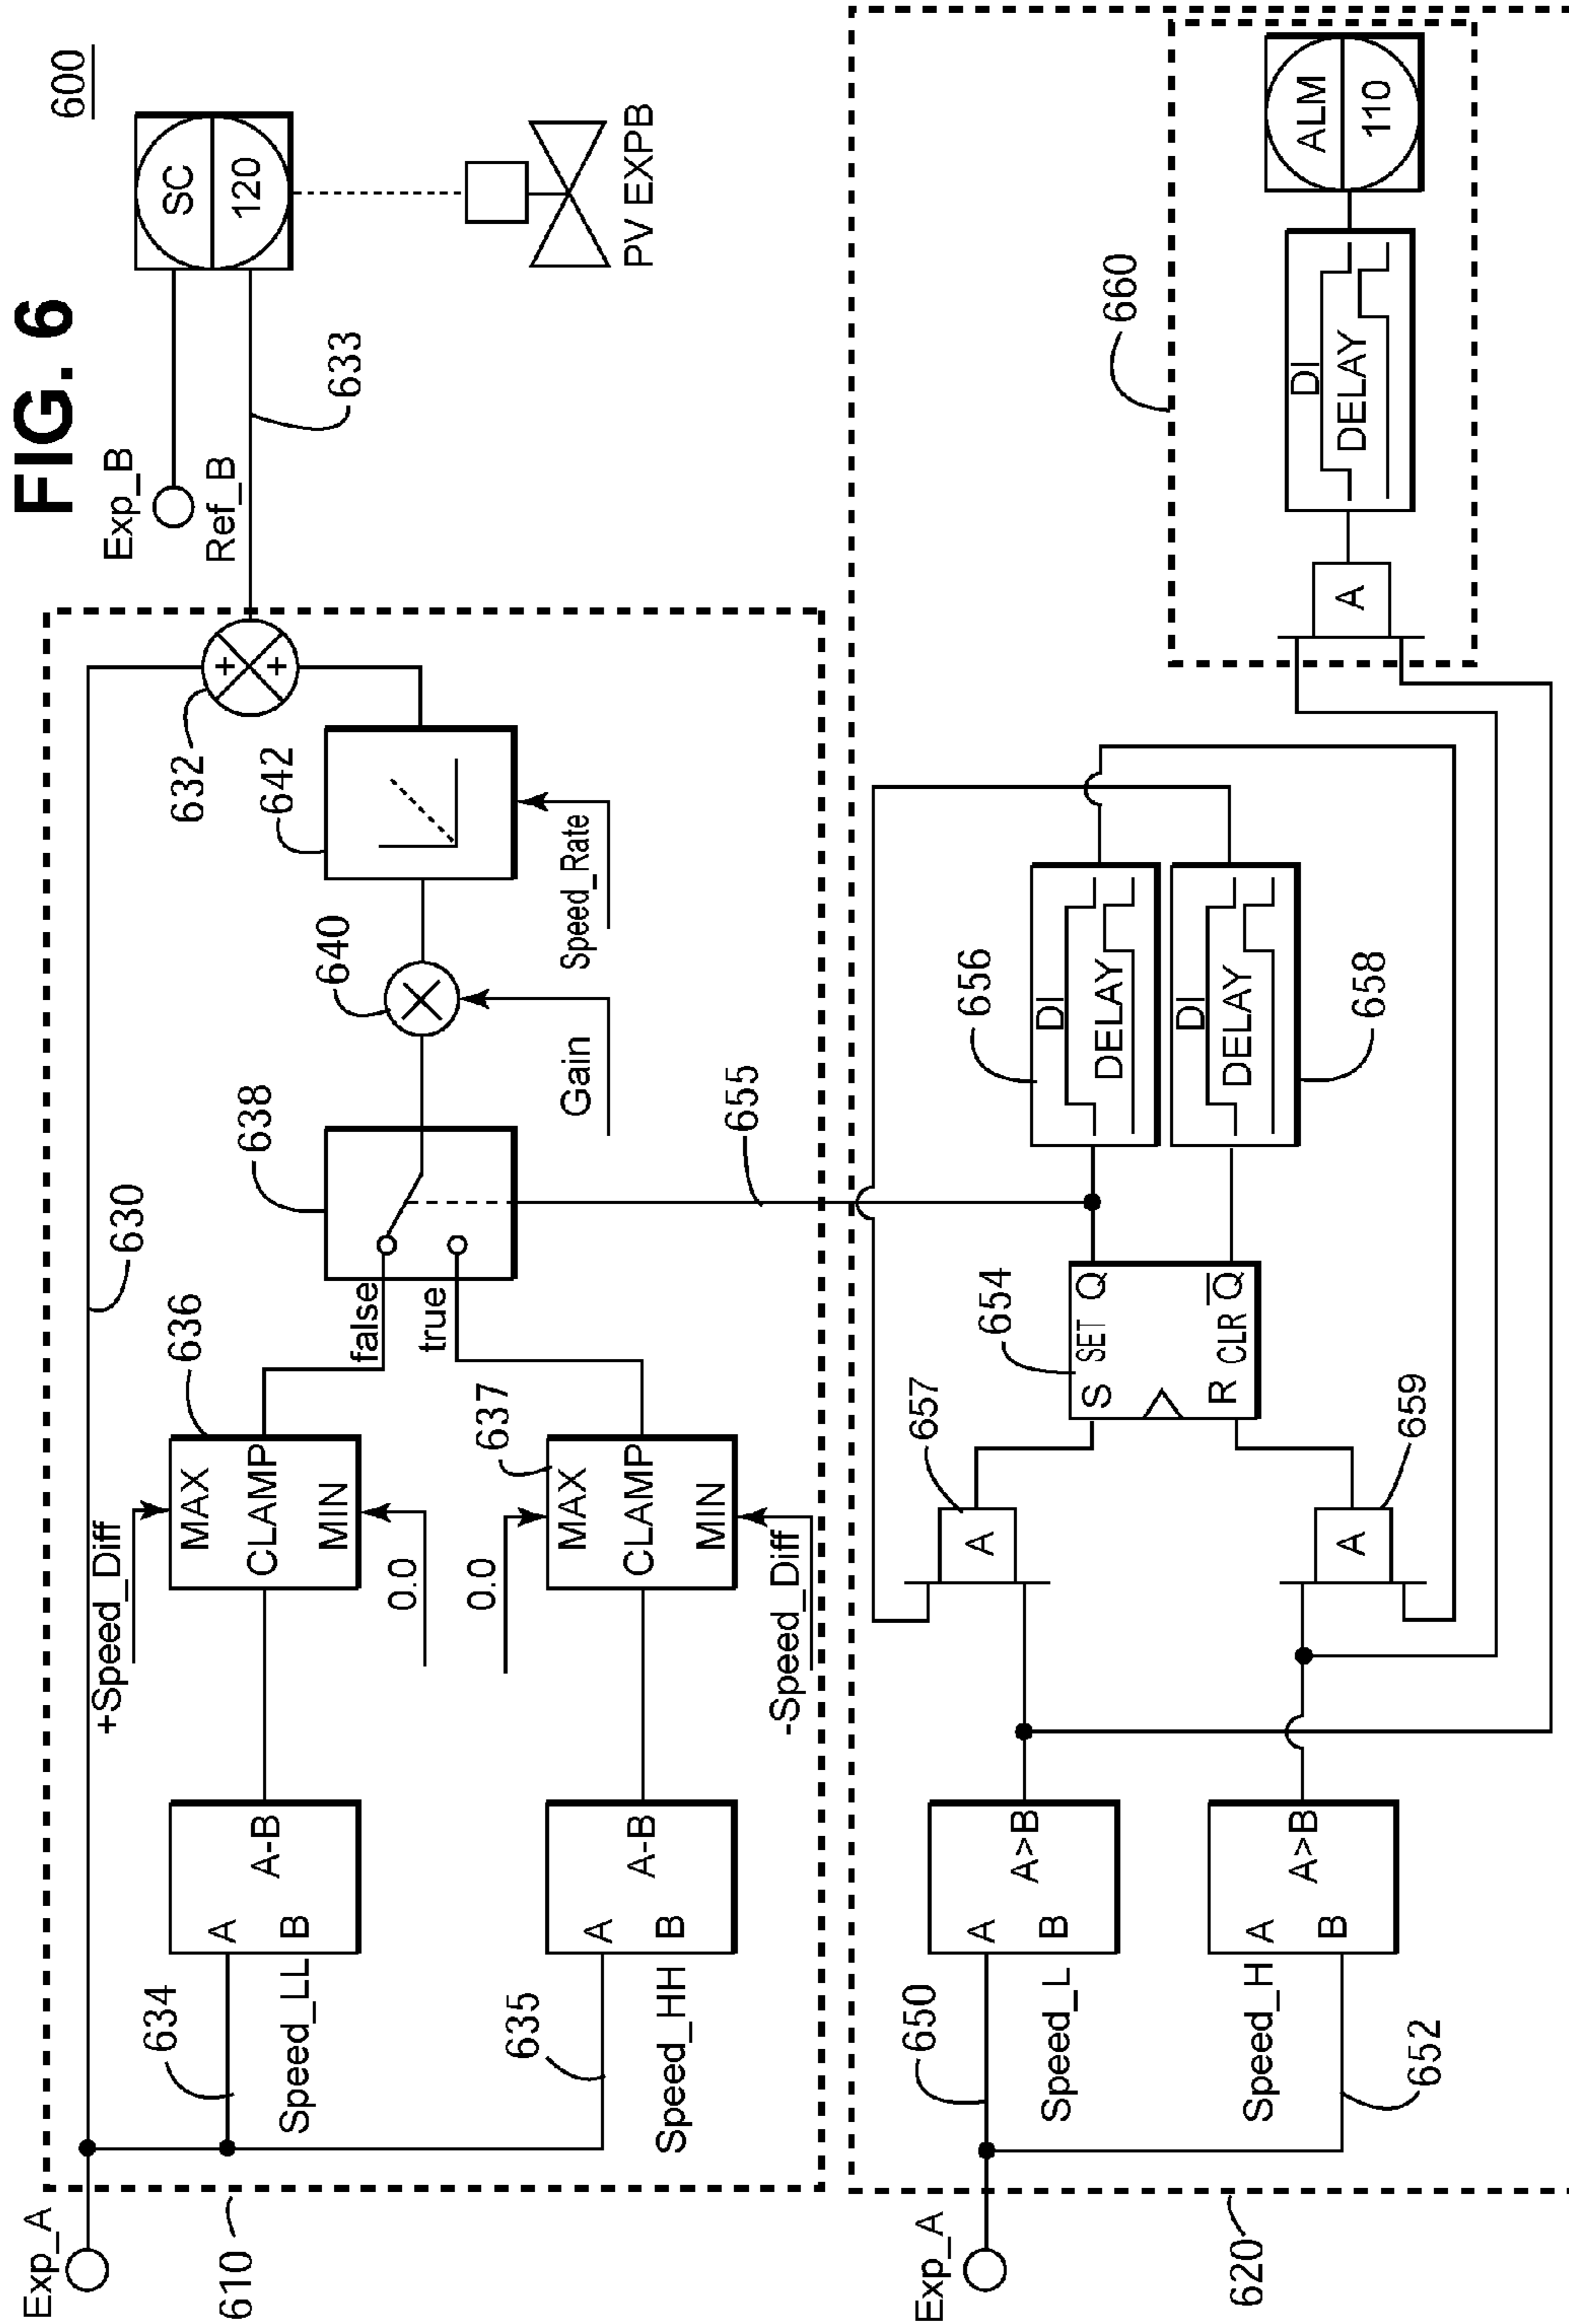 FIG. 6
600
Exp_A
610
630
634
A
B
A-B
Speed_LL
635
A
B
A-B
Speed_HH
+Speed_Diff
636
MAX
CLAMP
MIN
0.0
0.0
637
MAX
CLAMP
MIN
-Speed_Diff
false
true
638
640
Gain
642
Speed_Rate
632
+
+
Exp_B
Ref_B
633
SC
120
PV EXPB
655
Exp_A
620
650
A
B
A>B
Speed_L
Speed_H
A
B
A>B
652
657
A
659
A
654
S
SET
Q
R
CLR
Q
656
DI
DELAY
DI
DELAY
658
660
A
DI
DELAY
ALM
110